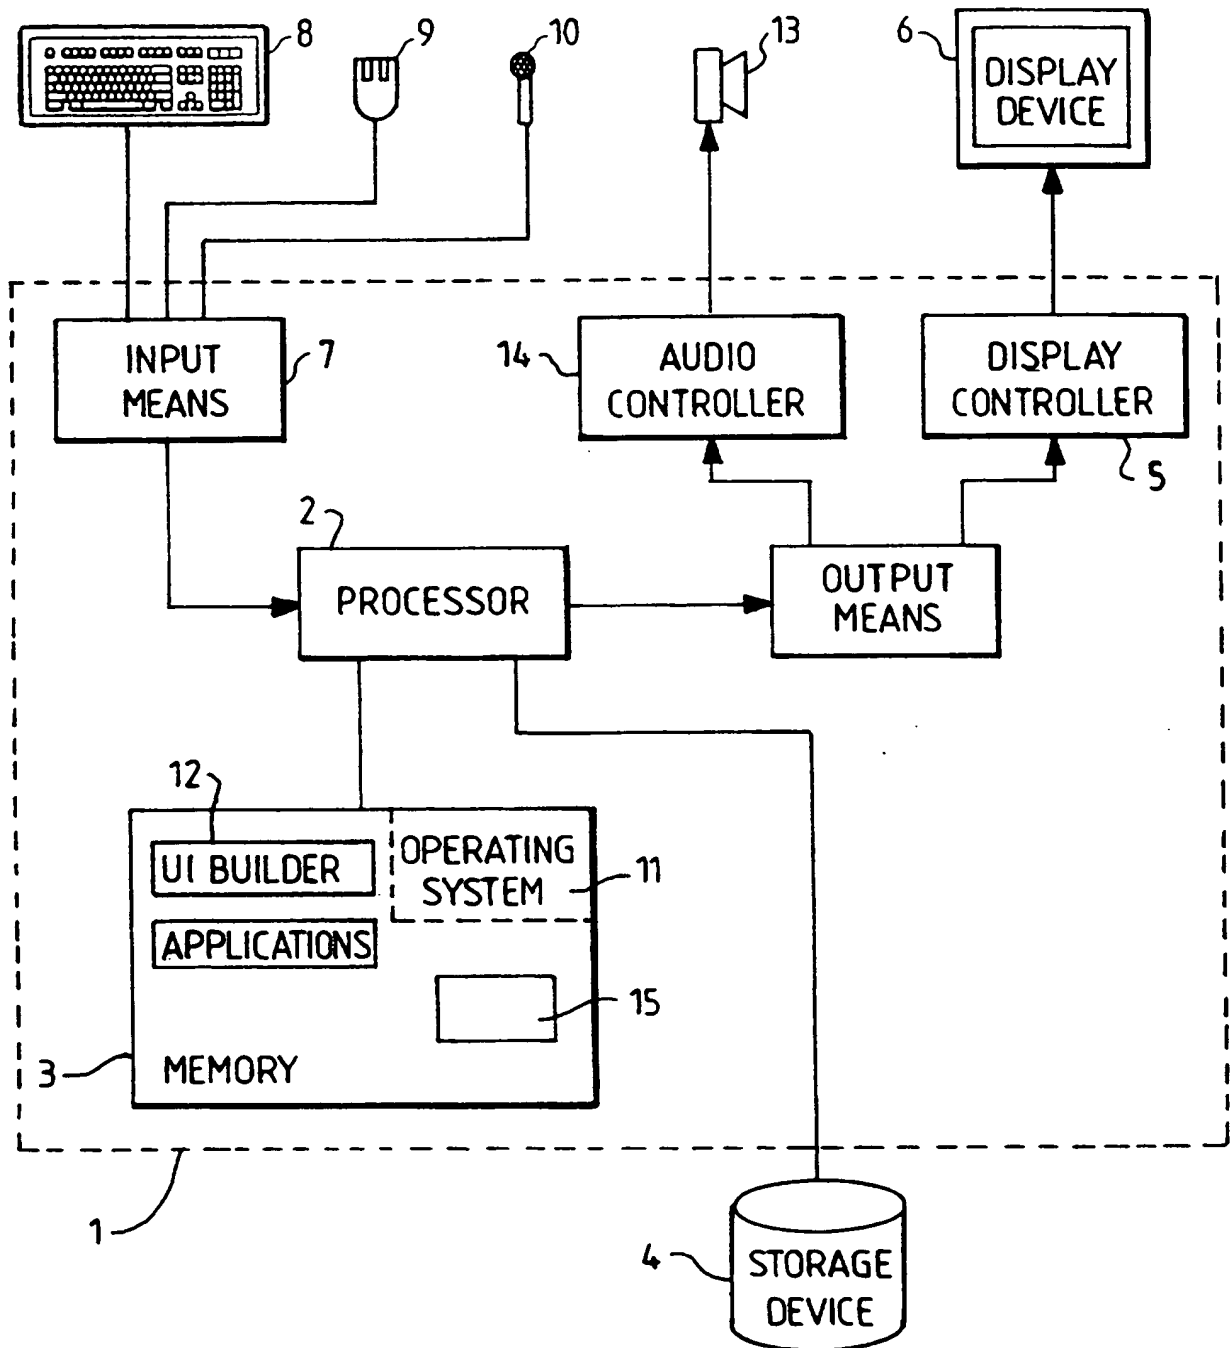 8
9
10
13
6
DISPLAY
DEVICE
INPUT
MEANS
7
14
AUDIO
CONTROLLER
DISPLAY
CONTROLLER
5
2
PROCESSOR
OUTPUT
MEANS
12
UI BUILDER
OPERATING
SYSTEM
11
APPLICATIONS
15
3
MEMORY
1
4
STORAGE
DEVICE